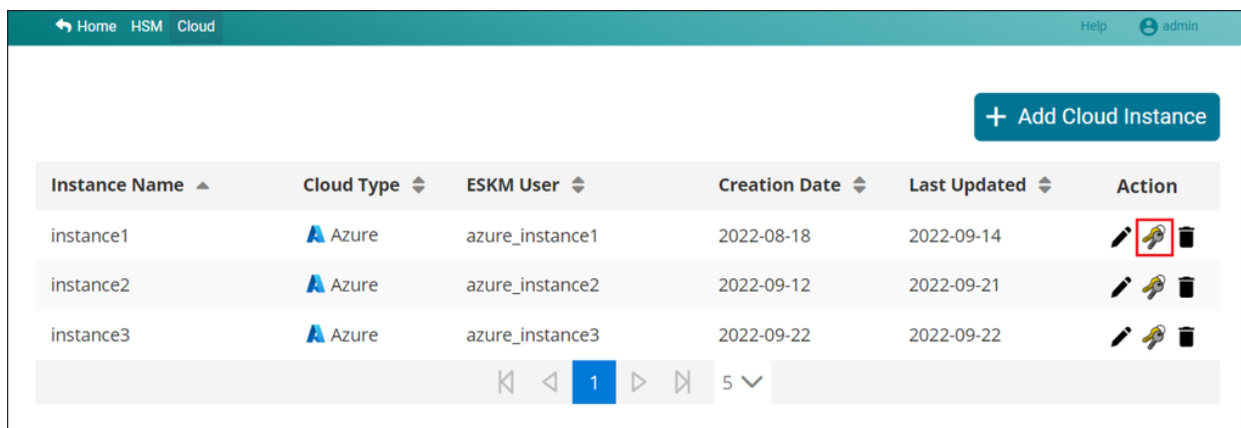 Home HSM Cloud Help admin
+ Add Cloud Instance
Instance Name Cloud Type ESKM User Creation Date Last Updated Action
instance1 Azure azure_instance1 2022-08-18 2022-09-14
instance2 Azure azure_instance2 2022-09-12 2022-09-21
instance3 Azure azure_instance3 2022-09-22 2022-09-22
1 5